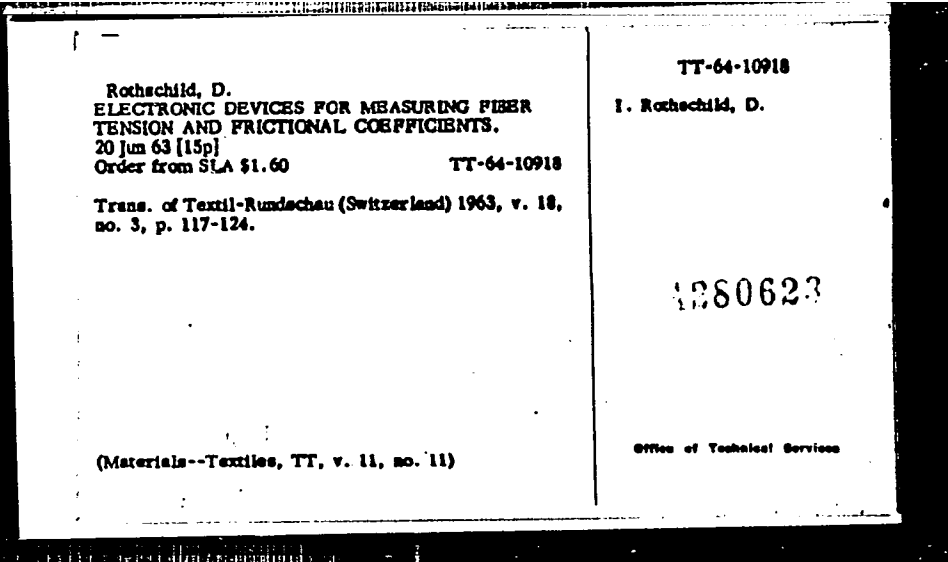 Rothschild, D.
ELECTRONIC DEVICES FOR MEASURING FIBER
TENSION AND FRICTIONAL COEFFICIENTS.
20 Jun 63 [15p]
Order from SLA $1.60 TT-64-10918
Trans. of Textil-Rundschau (Switzerland) 1963, v. 18,
no. 3, p. 117-124.
(Materials--Textiles, TT, v. 11, no. 11)
TT-64-10918
I. Rothschild, D.
1280623
Office of Technical Services